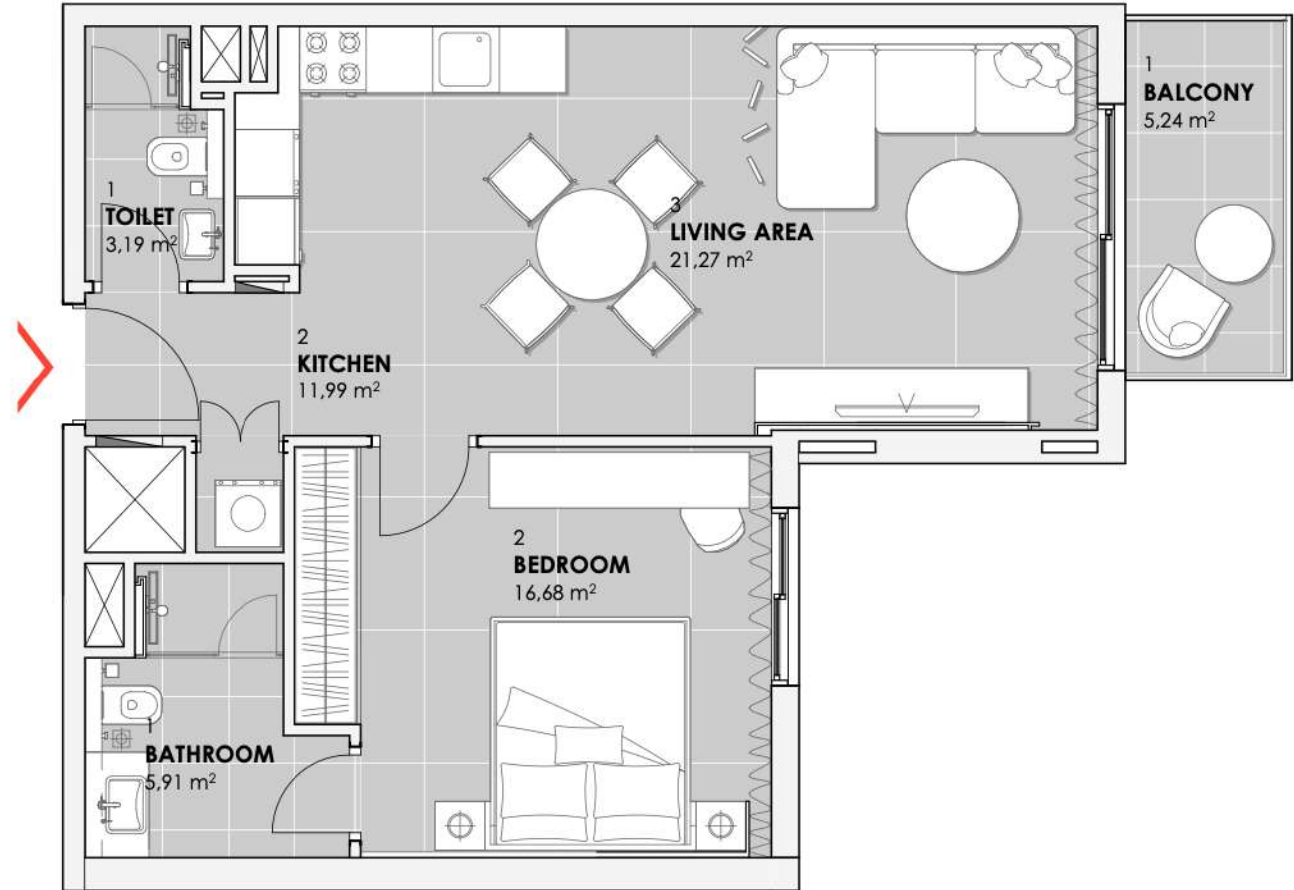 1
BALCONY
5,24 m²
1
TOILET
3,19 m²
3
LIVING AREA
21,27 m²
2
KITCHEN
11,99 m²
2
BEDROOM
16,68 m²
1
BATHROOM
5,91 m²